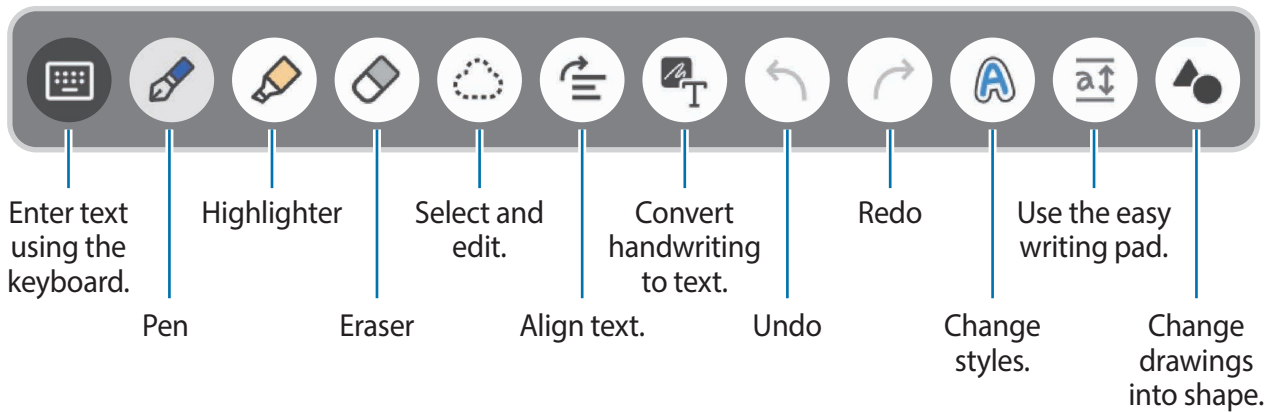 Enter text
using the
keyboard.
Pen
Highlighter
Eraser
Select and
edit.
Align text.
Convert
handwriting
to text.
Undo
Redo
Change
styles.
Use the easy
writing pad.
Change
drawings
into shape.